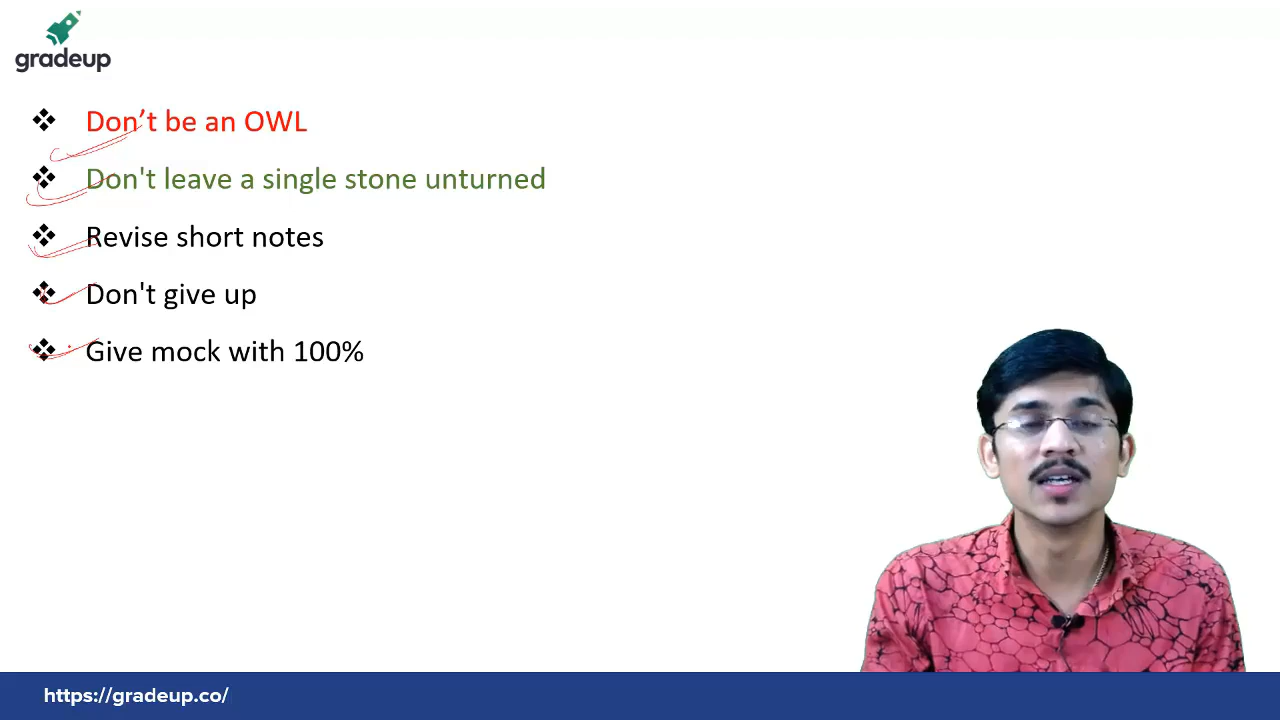 gradeup
Don’t be an OWL
Don't leave a single stone unturned
Revise short notes
Don't give up
Give mock with 100%
https://gradeup.co/